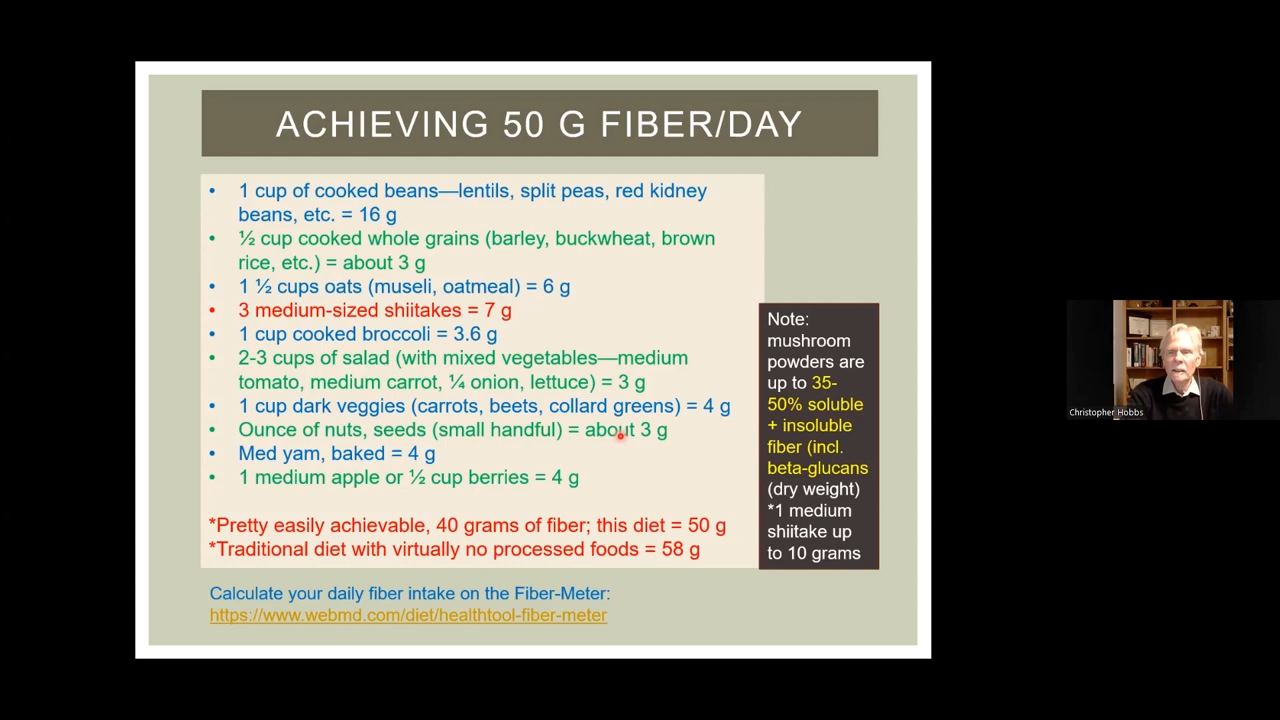 ACHIEVING 50 G FIBER/DAY
• 1 cup of cooked beans—lentils, split peas, red kidney
beans, etc. = 16 g
• ½ cup cooked whole grains (barley, buckwheat, brown
rice, etc.) = about 3 g
• 1 ½ cups oats (museli, oatmeal) = 6 g
• 3 medium-sized shiitakes = 7 g
• 1 cup cooked broccoli = 3.6 g
• 2-3 cups of salad (with mixed vegetables—medium
tomato, medium carrot, ¼ onion, lettuce) = 3 g
• 1 cup dark veggies (carrots, beets, collard greens) = 4 g
• Ounce of nuts, seeds (small handful) = about 3 g
• Med yam, baked = 4 g
• 1 medium apple or ½ cup berries = 4 g
*Pretty easily achievable, 40 grams of fiber; this diet = 50 g
*Traditional diet with virtually no processed foods = 58 g
Note:
mushroom
powders are
up to 35-
50% soluble
+ insoluble
fiber (incl.
beta-glucans
(dry weight)
*1 medium
shiitake up
to 10 grams
Calculate your daily fiber intake on the Fiber-Meter:
https://www.webmd.com/diet/healthtool-fiber-meter
Christopher Hobbs